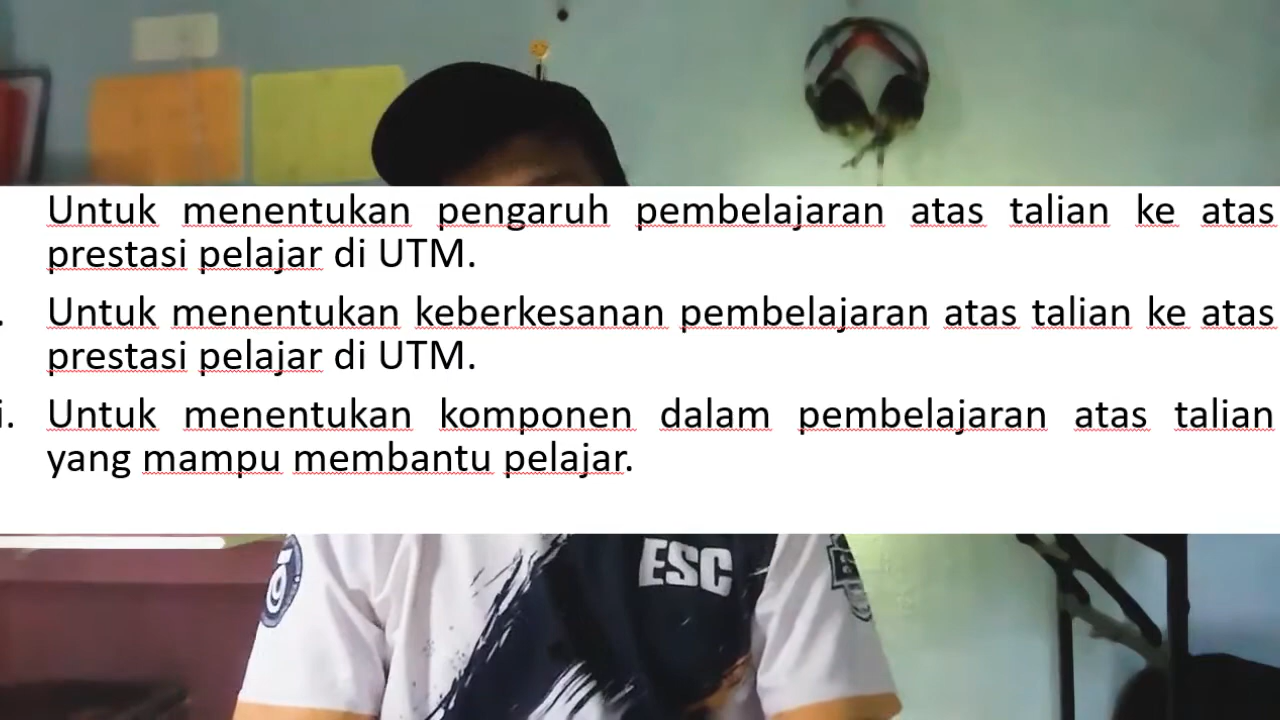 Untuk menentukan pengaruh pembelajaran atas talian ke atas
prestasi pelajar di UTM.
. Untuk menentukan keberkesanan pembelajaran atas talian ke atas
prestasi pelajar di UTM.
i. Untuk menentukan komponen dalam pembelajaran atas talian
yang mampu membantu pelajar.
ESC